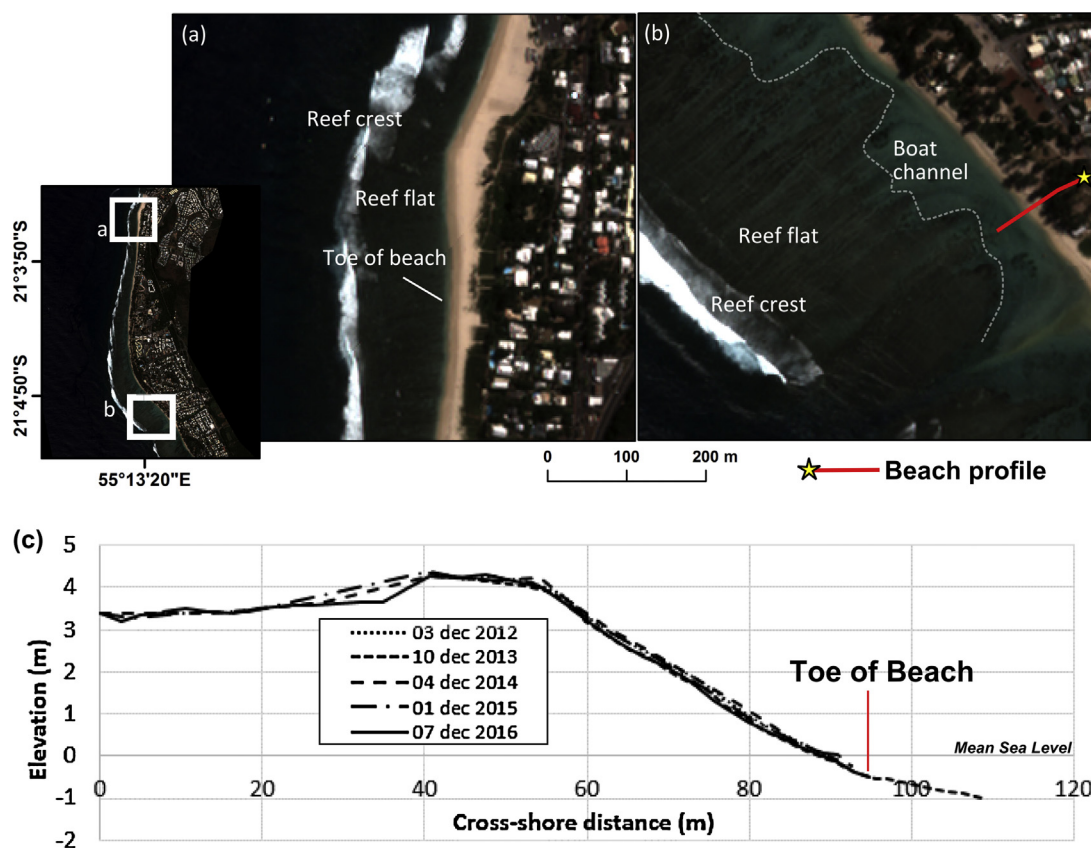 (a)
Reef crest
Reef flat
Toe of beach
(b)
Boat
channel
Reef flat
Reef crest
a
b
21°3'50"S
21°4'50"S
55°13'20"E
0 100 200 m
Beach profile
(c)
Elevation (m)
5
4
3
2
1
0
-1
-2
03 dec 2012
10 dec 2013
04 dec 2014
01 dec 2015
07 dec 2016
Toe of Beach
Mean Sea Level
0 20 40 60 80 100 120
Cross-shore distance (m)